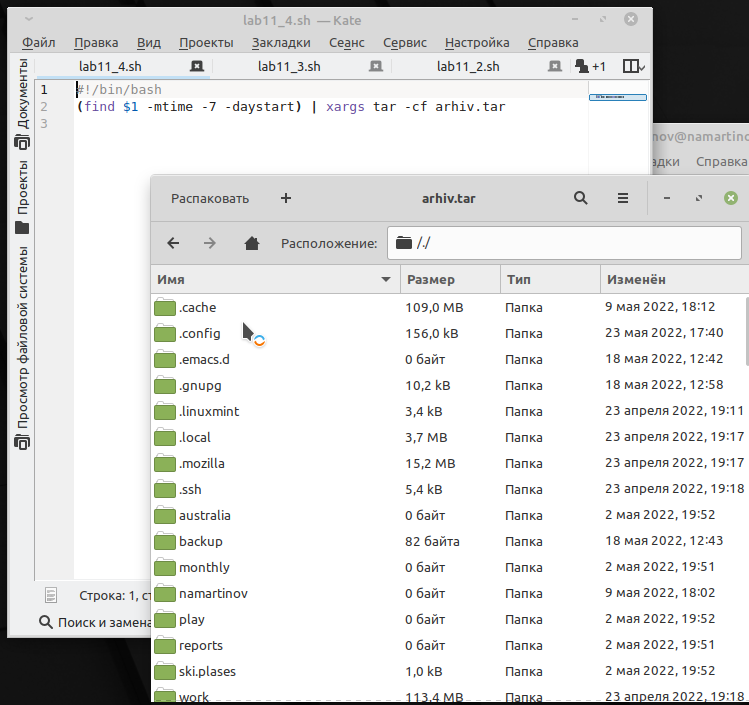 lab11_4.sh — Kate
Файл Правка Вид Проекты Закладки Сеанс Сервис Настройка Справка
lab11_4.sh lab11_3.sh lab11_2.sh +1
Документы
Проекты
Просмотр файловой системы
1 #!/bin/bash
2 (find $1 -mtime -7 -daystart) | xargs tar -cf arhiv.tar
3
Строка: 1,
Поиск и замена
nov@namartino
Справка
Распаковать + arhiv.tar
Расположение: /./
Имя Размер Тип Изменён
.cache 109,0 MB Папка 9 мая 2022, 18:12
.config 156,0 kB Папка 23 мая 2022, 17:40
.emacs.d 0 байт Папка 18 мая 2022, 12:42
.gnupg 10,2 kB Папка 18 мая 2022, 12:58
.linuxmint 3,4 kB Папка 23 апреля 2022, 19:11
.local 3,7 MB Папка 23 апреля 2022, 19:17
.mozilla 15,2 MB Папка 23 апреля 2022, 19:17
.ssh 5,4 kB Папка 23 апреля 2022, 19:18
australia 0 байт Папка 2 мая 2022, 19:52
backup 82 байта Папка 18 мая 2022, 12:43
monthly 0 байт Папка 2 мая 2022, 19:51
namartinov 0 байт Папка 9 мая 2022, 18:02
play 0 байт Папка 2 мая 2022, 19:52
reports 0 байт Папка 2 мая 2022, 19:51
ski.plases 1,0 kB Папка 2 мая 2022, 19:52
work 113,4 MB Папка 23 апреля 2022, 19:18